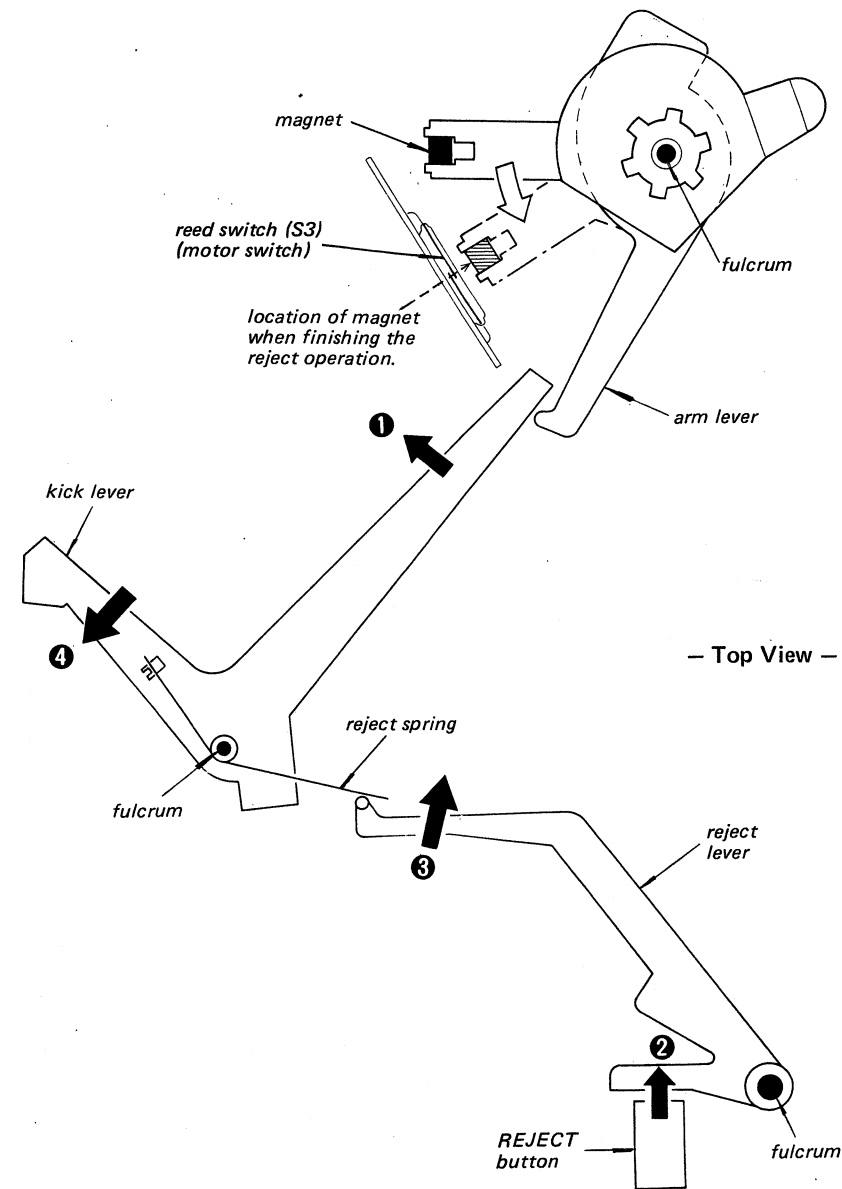 magnet
reed switch (S3)
(motor switch)
fulcrum
location of magnet
when finishing the
reject operation.
arm lever
1
kick lever
4
— Top View —
reject spring
fulcrum
reject
lever
3
2
REJECT
button
fulcrum